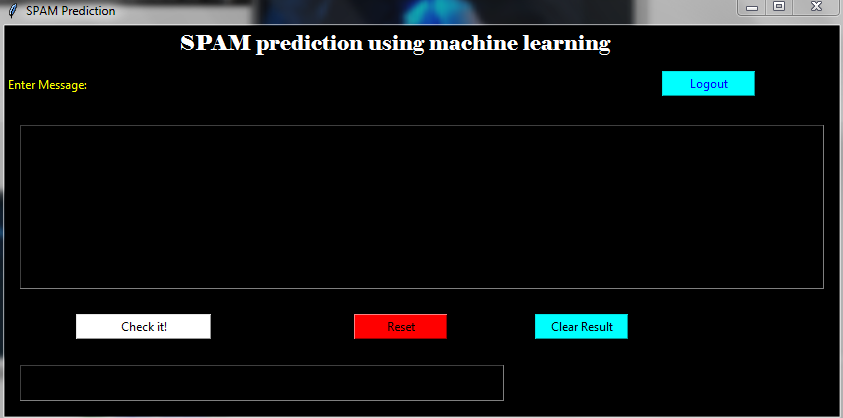 SPAM Prediction
SPAM prediction using machine learning
Enter Message:
Logout
Check it!
Reset
Clear Result